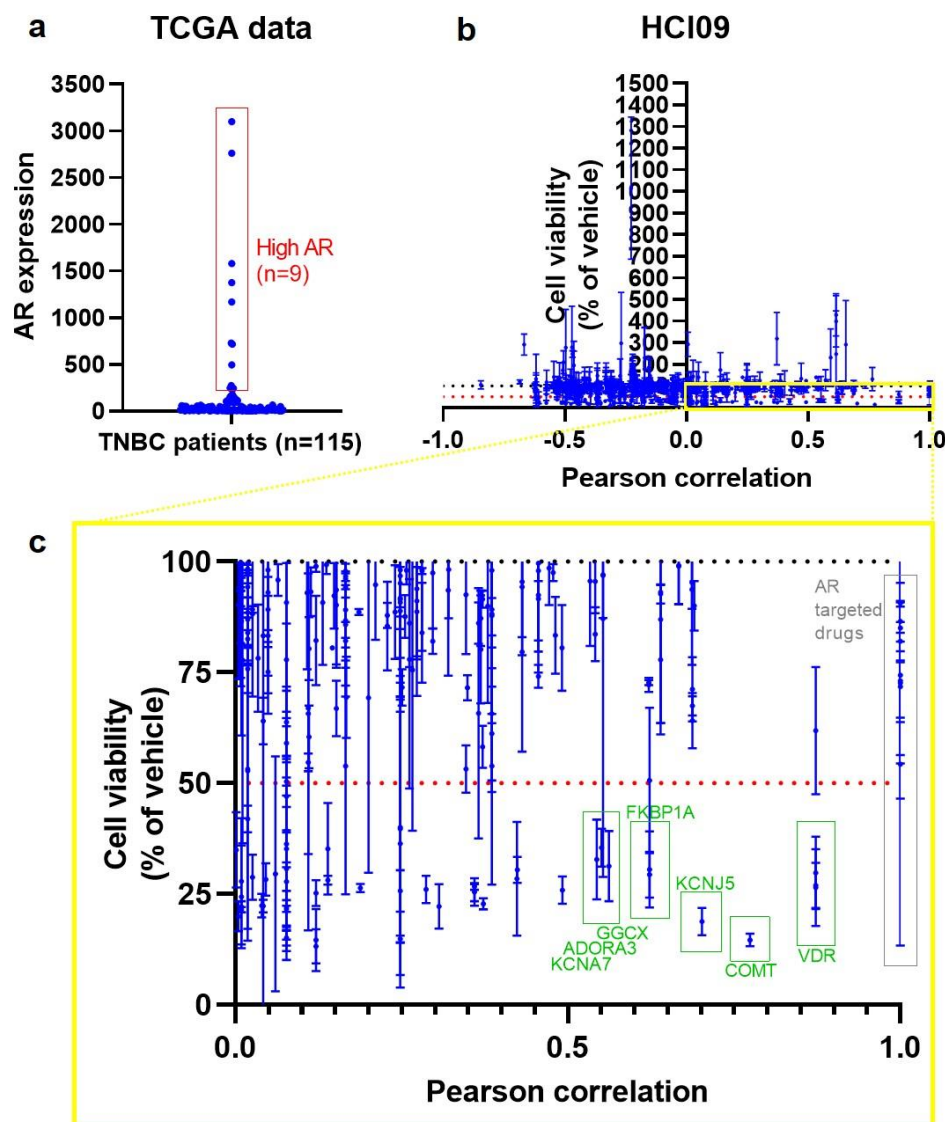 a
TCGA data
3500
3000
2500
2000
1500
1000
500
0
AR expression
High AR
(n=9)
TNBC patients (n=115)
b
HCI09
1500
1400
1300
1200
1100
1000
900
800
700
600
500
400
300
200
Cell viability
(% of vehicle)
-1.0
-0.5
0.0
0.5
1.0
Pearson correlation
c
100
75
50
25
0
Cell viability
(% of vehicle)
AR
targeted
drugs
FKBP1A
KCNJ5
GGCX
ADORA3
KCNA7
COMT
VDR
0.0
0.5
1.0
Pearson correlation